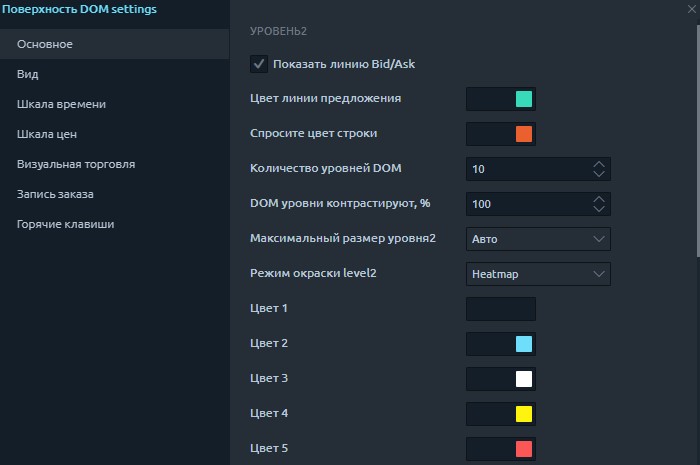 Поверхность DOM settings
Основное
Вид
Шкала времени
Шкала цен
Визуальная торговля
Запись заказа
Горячие клавиши
УРОВЕНЬ2
Показать линию Bid/Ask
Цвет линии предложения
Спросите цвет строки
Количество уровней DOM 10
DOM уровни контрастируют, % 100
Максимальный размер уровня2 Авто
Режим окраски level2 Heatmap
Цвет 1
Цвет 2
Цвет 3
Цвет 4
Цвет 5